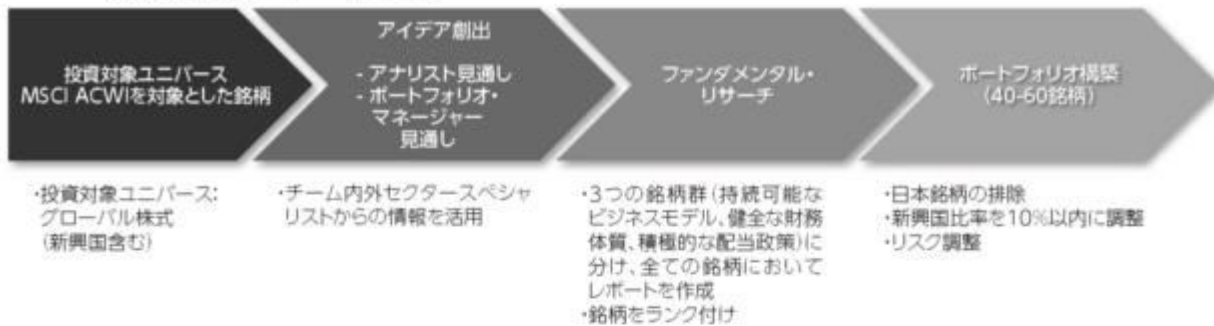 投資対象ユニバース
MSCI ACWIを対象とした銘柄
アイデア創出
- アナリスト見通し
- ポートフォリオ・
マネージャー
見通し
ファンダメンタル・
リサーチ
ポートフォリオ構築
(40-60銘柄)
・投資対象ユニバース:
グローバル株式
(新興国含む)
・チーム内外セクタースペシャ
リストからの情報を活用
・3つの銘柄群(持続可能な
ビジネスモデル、健全な財務
体質、積極的な配当政策)に
分け、全ての銘柄において
レポートを作成
・銘柄をランク付け
・日本銘柄の排除
・新興国比率を10%以内に調整
・リスク調整